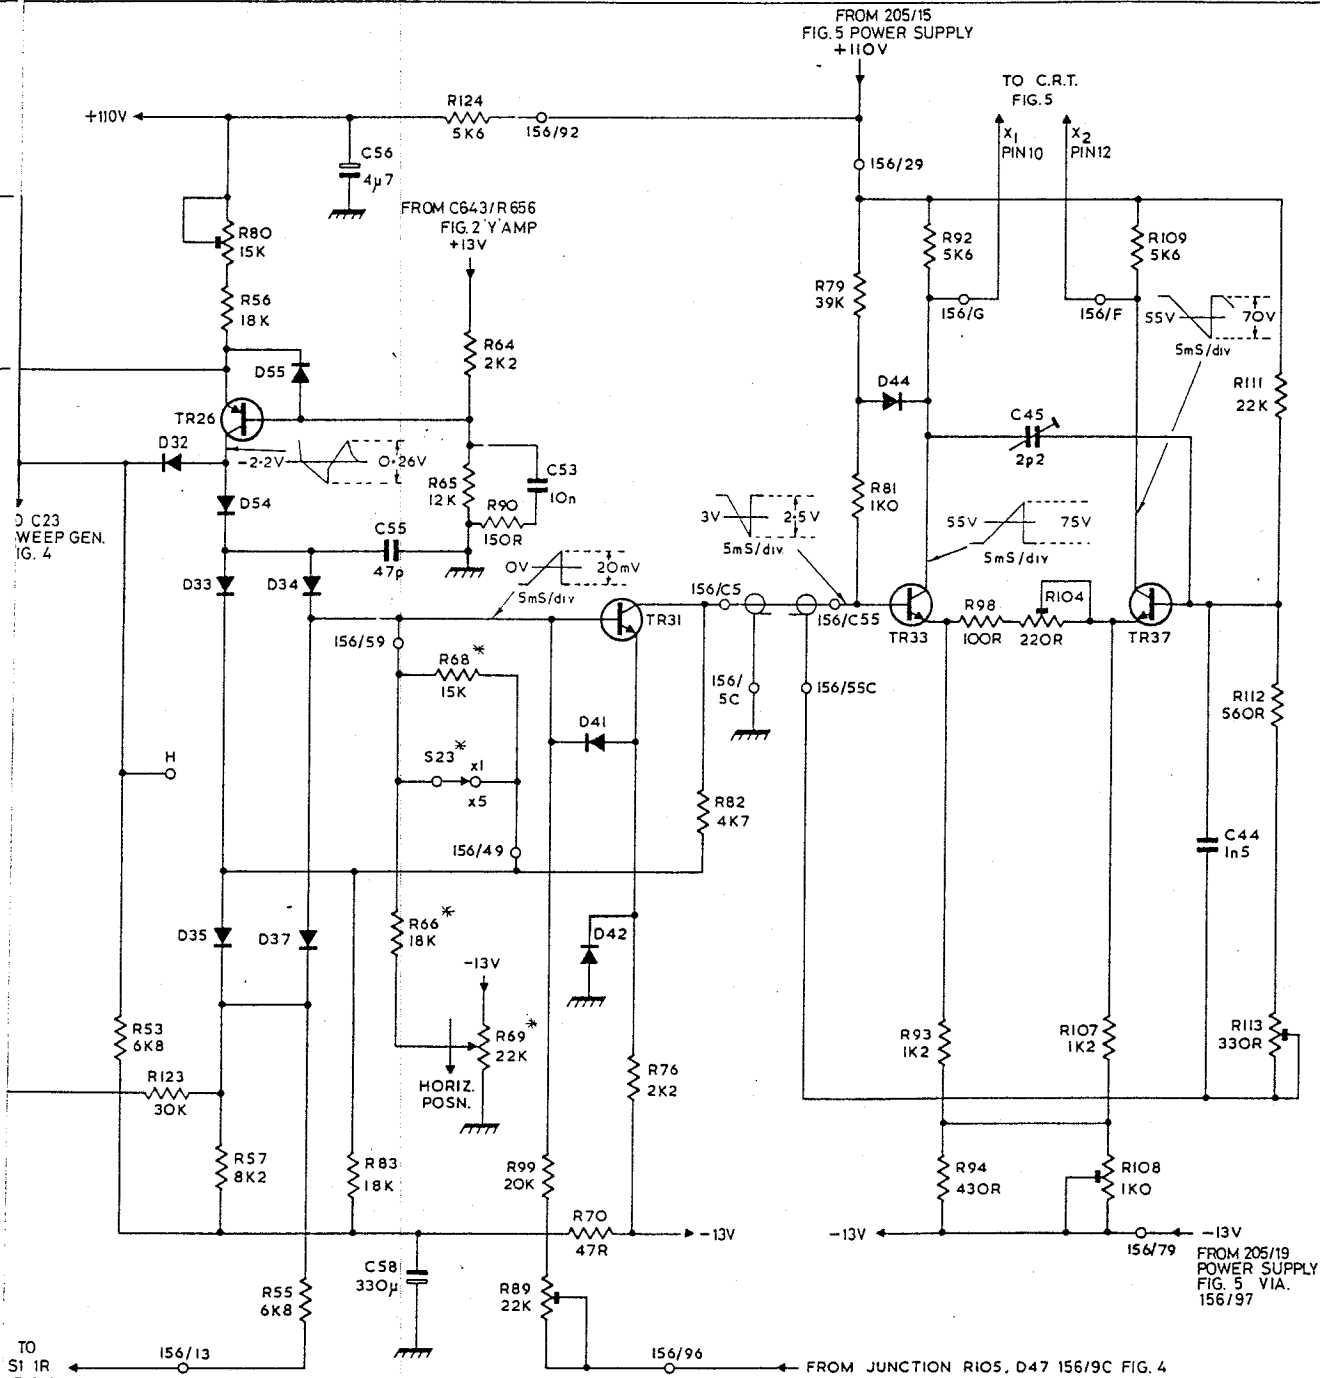 FROM 205/15
FIG.5 POWER SUPPLY
+110V
TO C.R.T.
FIG.5
+110V
R124
5K6
156/92
X1
PIN10
X2
PIN12
C56
4µ7
156/29
FROM C643/R656
FIG.2 'Y' AMP
+13V
R80
15K
R92
5K6
R109
5K6
R79
39K
R56
18K
156/G
156/F
55V
70V
5mS/div
R64
2K2
D55
D44
R111
22K
TR26
C45
2p2
D32
-2·2V
0·26V
R65
12K
C53
10n
R81
1K0
D54
R90
150R
C23
WEEP GEN.
IG. 4
C55
47p
3V
2·5V
5mS/div
55V
75V
5mS/div
D33
D34
0V
20mV
5mS/div
156/C5
156/C55
R104
220R
TR31
TR33
R98
100R
TR37
156/59
R68*
15K
156/
5C
156/55C
R112
560R
D41
H
S23*
x1
x5
R82
4K7
C44
1n5
156/49
D35
D37
R66*
18K
D42
-13V
R53
6K8
R69*
22K
R93
1K2
R107
1K2
R113
330R
R123
30K
HORIZ.
POSN.
R76
2K2
R57
8K2
R83
18K
R99
20K
R94
430R
R108
1K0
R70
47R
-13V
-13V
-13V
156/79
FROM 205/19
POWER SUPPLY
FIG. 5 VIA.
156/97
C58
330µ
R55
6K8
R89
22K
TO
S1 1R
156/13
156/96
FROM JUNCTION R105, D47 156/9C FIG. 4